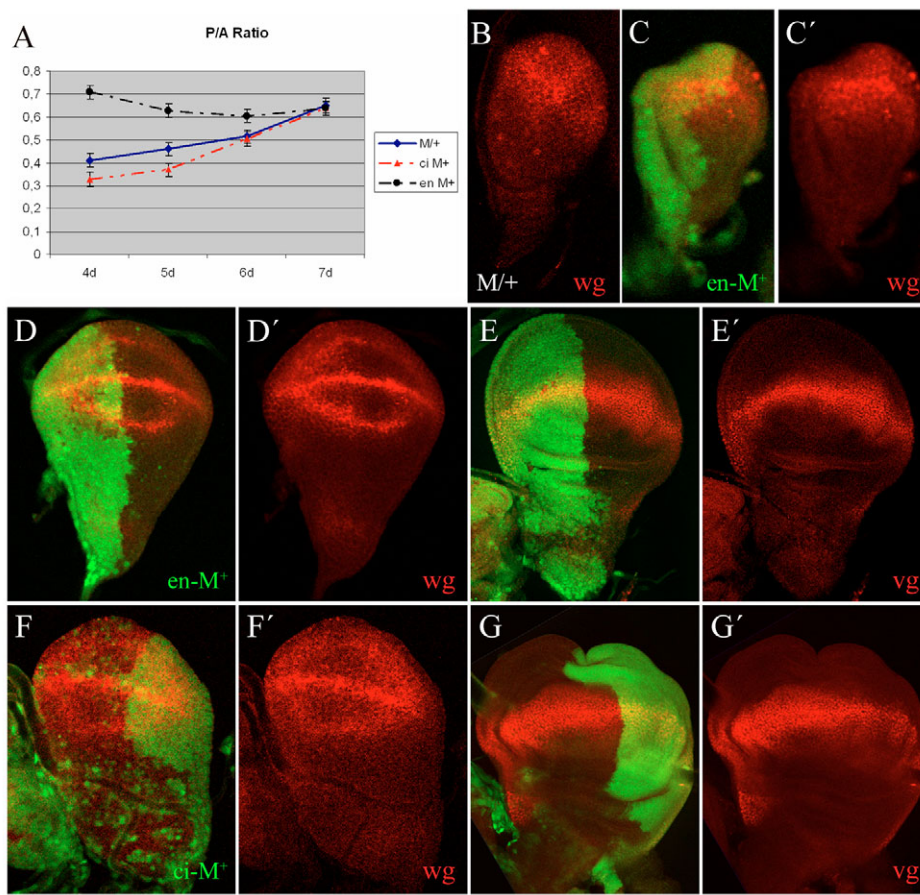 A
P/A Ratio
0,8
0,7
0,6
0,5
0,4
0,3
0,2
0,1
0
4d 5d 6d 7d
M/+
ci M+
en M+
B
M/+ wg
C
en-M⁺
C´
wg
D
en-M⁺
D´
wg
E
E´
vg
F
ci-M⁺
F´
wg
G
G´
vg